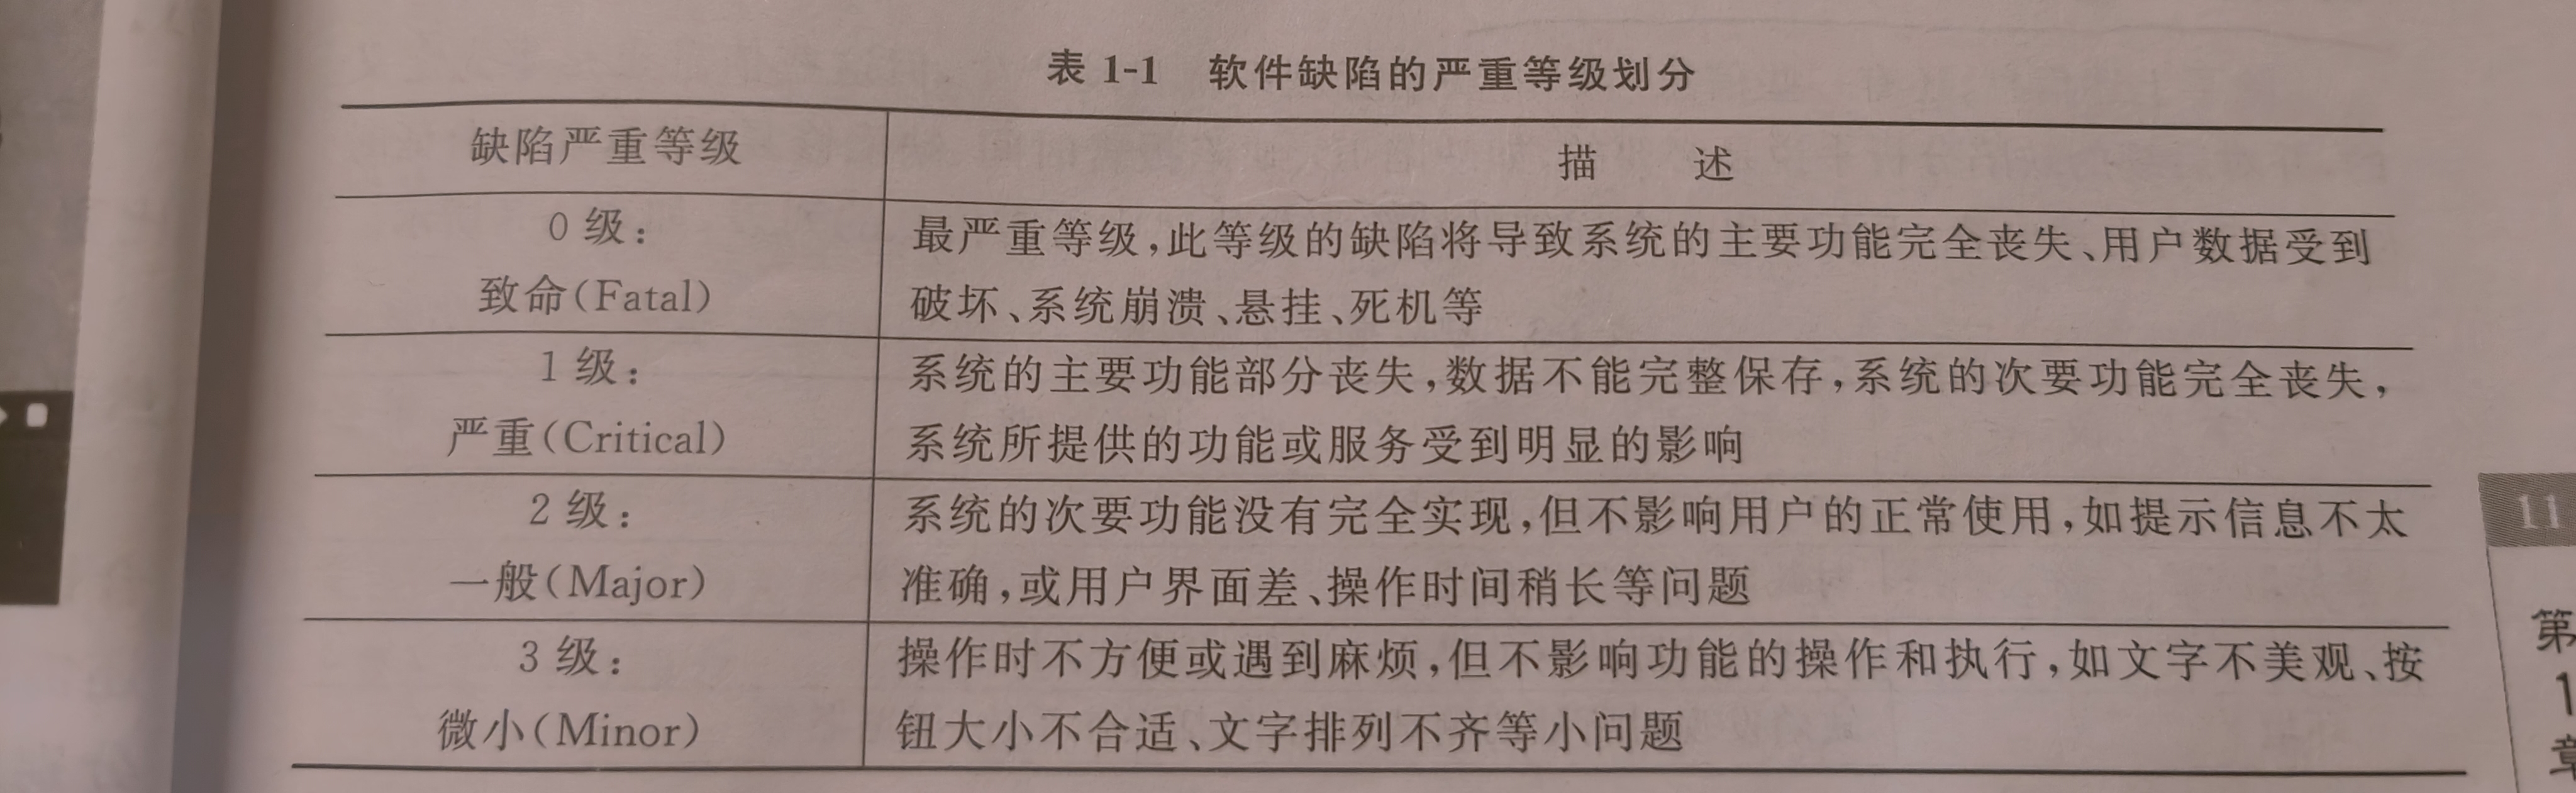 表 1-1 软件缺陷的严重等级划分
缺陷严重等级
描 述
0 级：
致命(Fatal)
最严重等级，此等级的缺陷将导致系统的主要功能完全丧失、用户数据受到
破坏、系统崩溃、悬挂、死机等
1 级：
严重(Critical)
系统的主要功能部分丧失，数据不能完整保存，系统的次要功能完全丧失，
系统所提供的功能或服务受到明显的影响
2 级：
一般(Major)
系统的次要功能没有完全实现，但不影响用户的正常使用，如提示信息不太
准确，或用户界面差、操作时间稍长等问题
3 级：
微小(Minor)
操作时不方便或遇到麻烦，但不影响功能的操作和执行，如文字不美观、按
钮大小不合适、文字排列不齐等小问题
11
第
1
章